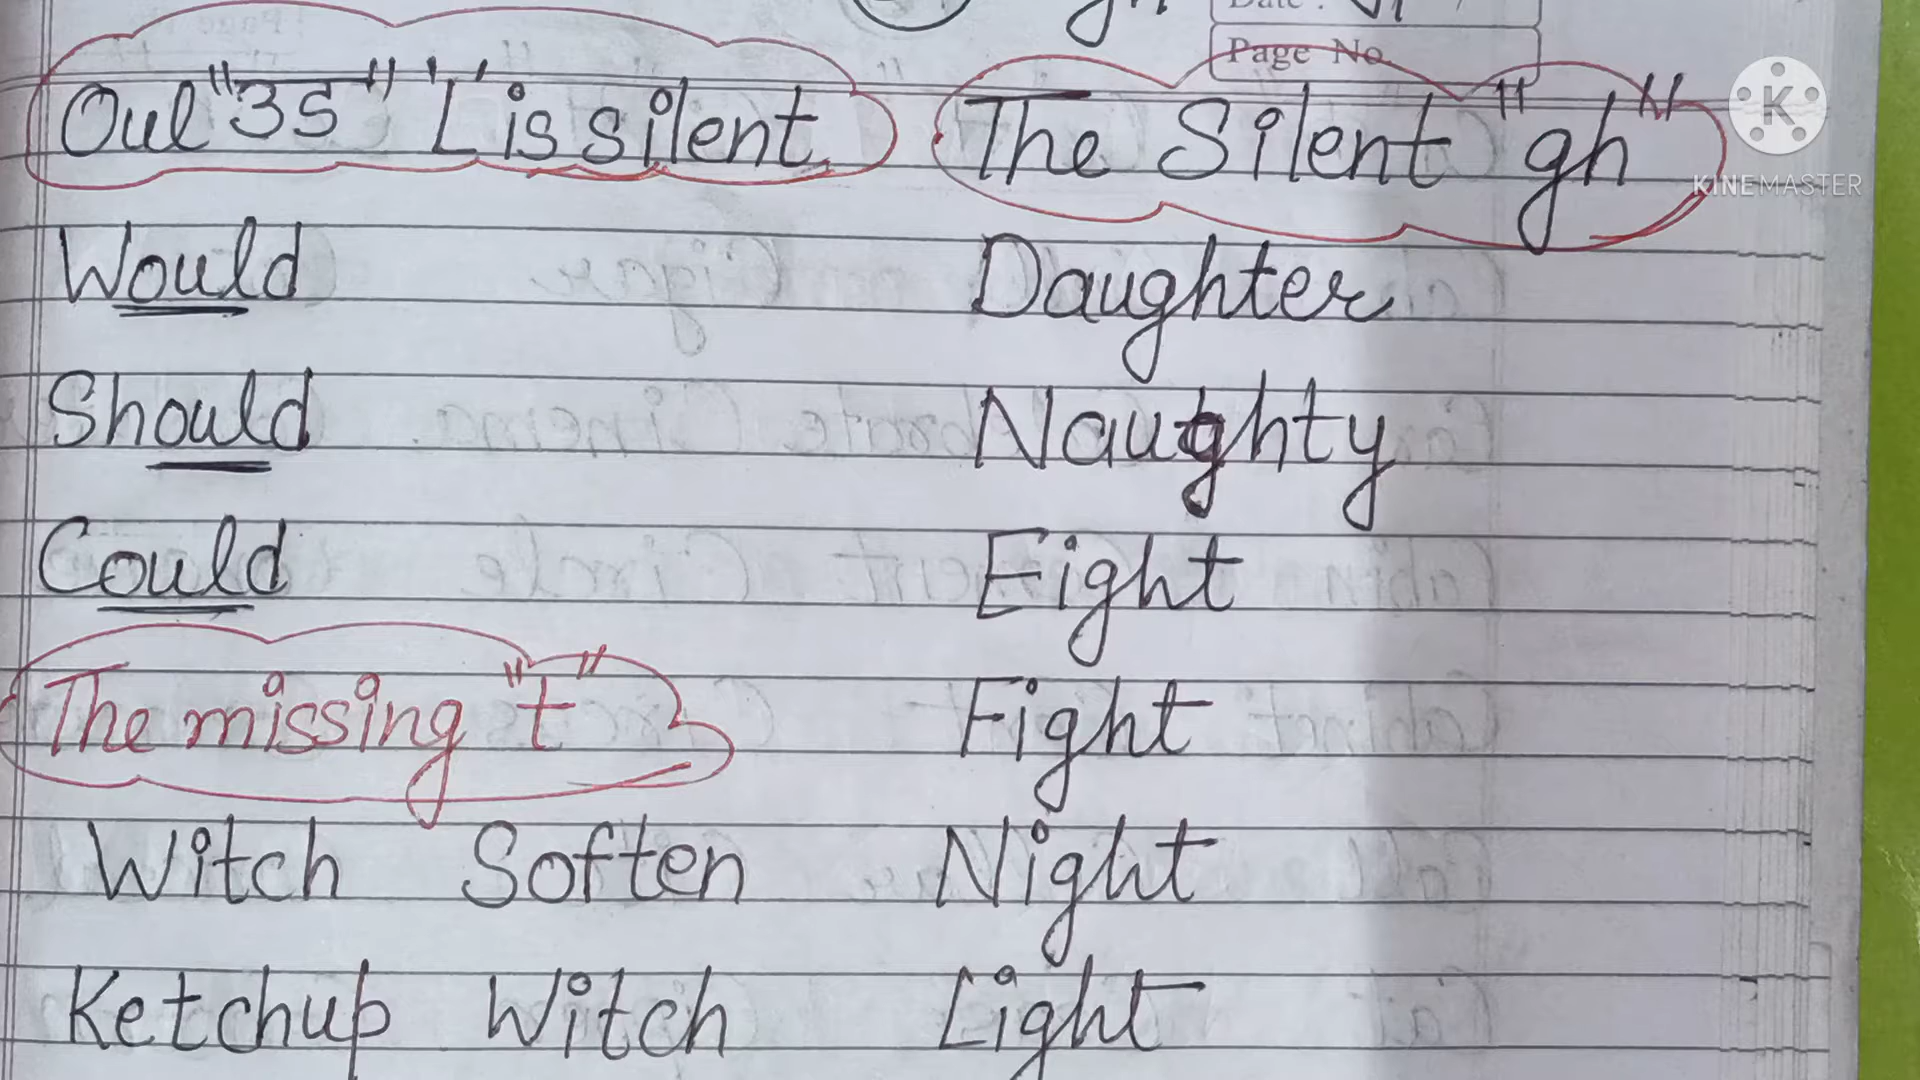 Date :
Page No.
Oul "35" 'L' is silent
Would
Should
Could
The missing "t"
Witch Soften
Ketchup Witch
The Silent "gh"
Daughter
Naughty
Eight
Fight
Night
Light
K
KINEMASTER